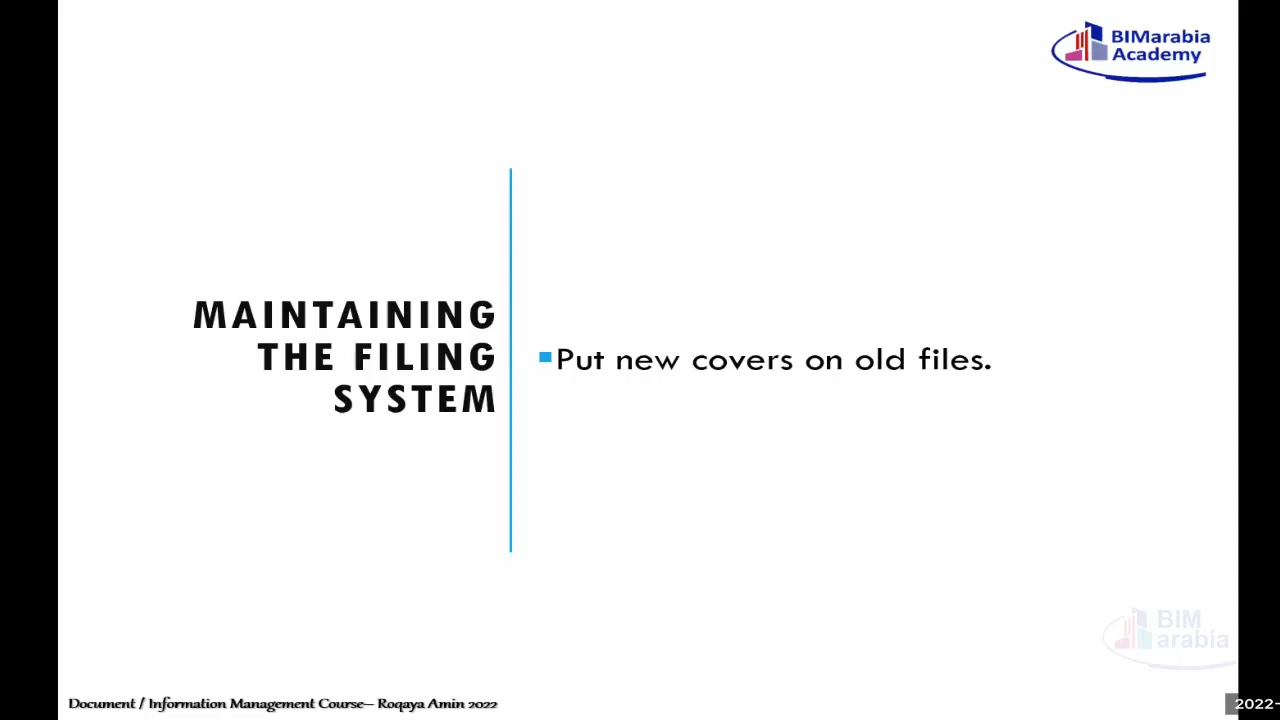 BIMarabia
Academy
MAINTAINING
THE FILING
SYSTEM
Put new covers on old files.
BIM
arabia
Document / Information Management Course– Roqaya Amin 2022
2022-